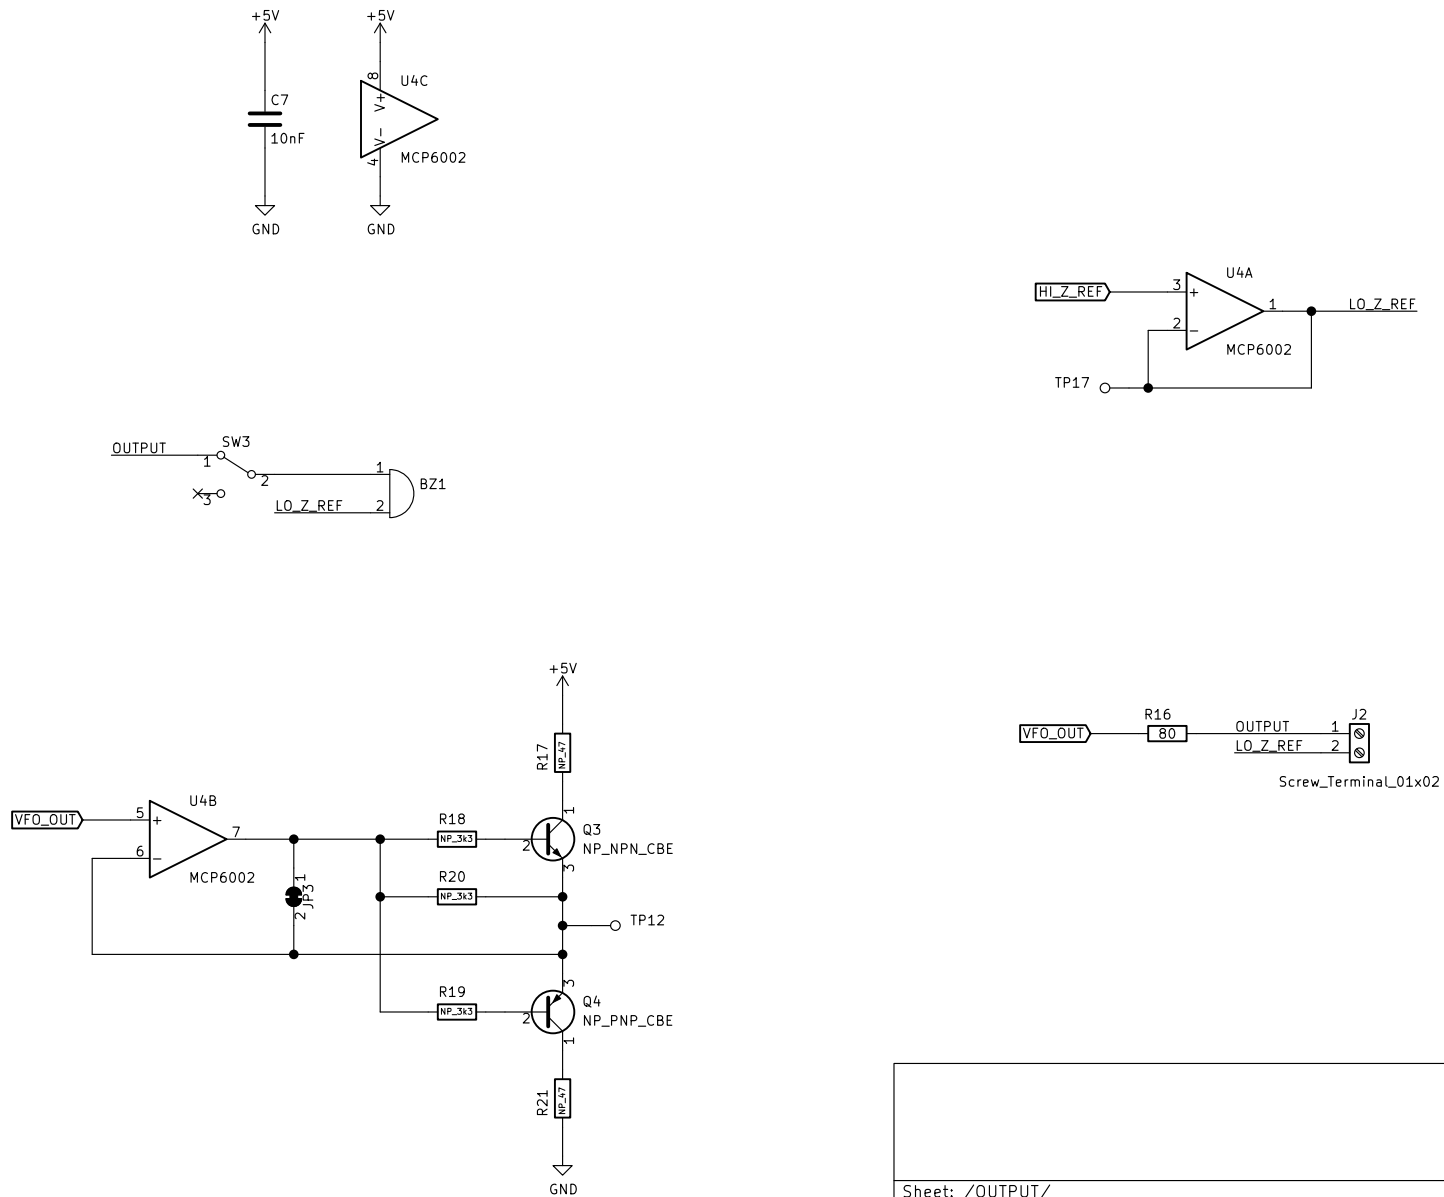 +5V
+5V
8
U4C
C7
V+
10nF
V-
MCP6002
4
GND
GND
U4A
HI_Z_REF
3
+
1
LO_Z_REF
2
-
MCP6002
TP17
OUTPUT
SW3
1
2
1
BZ1
3
LO_Z_REF
2
+5V
R17
NP_47
VFO_OUT
R16
80
OUTPUT
1
J2
LO_Z_REF
2
Screw_Terminal_01x02
VFO_OUT
5
+
U4B
7
6
-
MCP6002
R18
NP_3k3
1
2
Q3
NP_NPN_CBE
3
R20
NP_3k3
1
JP3
2
TP12
R19
NP_3k3
3
2
Q4
NP_PNP_CBE
1
R21
NP_47
GND
Sheet: /OUTPUT/